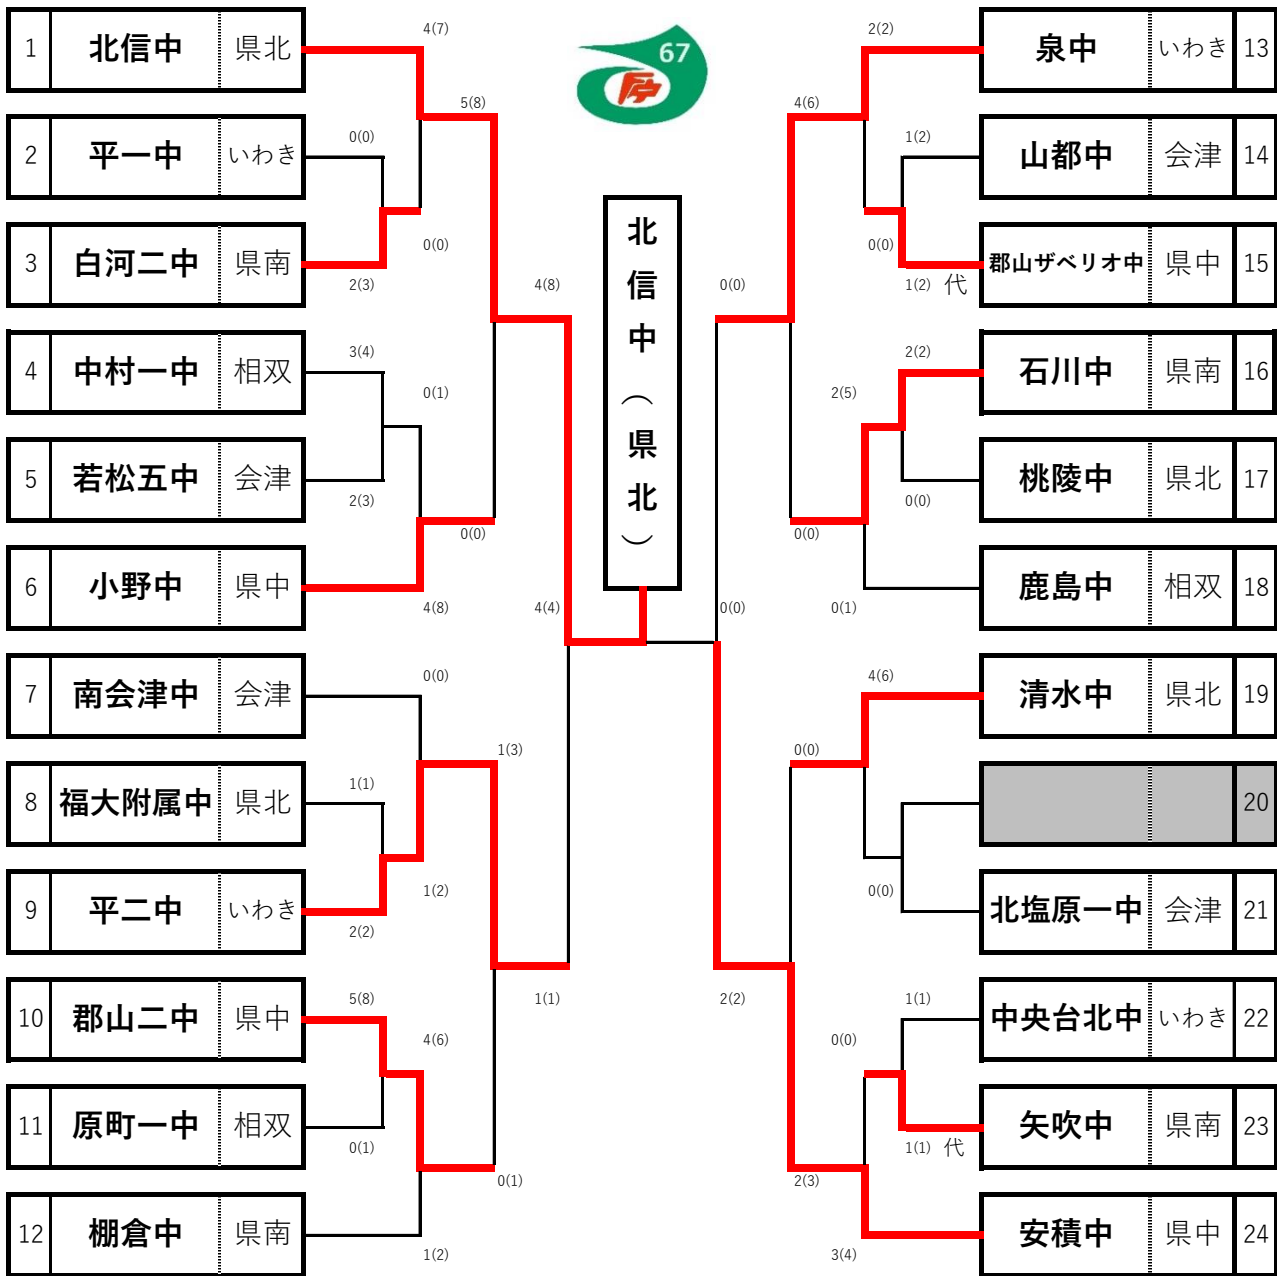 1 北信中 県北
2 平一中 いわき
3 白河二中 県南
4 中村一中 相双
5 若松五中 会津
6 小野中 県中
7 南会津中 会津
8 福大附属中 県北
9 平二中 いわき
10 郡山二中 県中
11 原町一中 相双
12 棚倉中 県南
4(7)
5(8)
0(0)
0(0)
2(3)
4(8)
3(4)
0(1)
2(3)
0(0)
4(8)
4(4)
0(0)
1(3)
1(1)
1(2)
2(2)
5(8)
1(1)
4(6)
0(1)
0(1)
1(2)
67
北信中（県北）
2(2)
4(6)
1(2)
0(0)
0(0)
1(2) 代
2(2)
2(5)
0(0)
0(0)
0(1)
0(0)
4(6)
0(0)
0(0)
2(2)
1(1)
0(0)
1(1) 代
2(3)
3(4)
泉中 いわき 13
山都中 会津 14
郡山ザベリオ中 県中 15
石川中 県南 16
桃陵中 県北 17
鹿島中 相双 18
清水中 県北 19
20
北塩原一中 会津 21
中央台北中 いわき 22
矢吹中 県南 23
安積中 県中 24